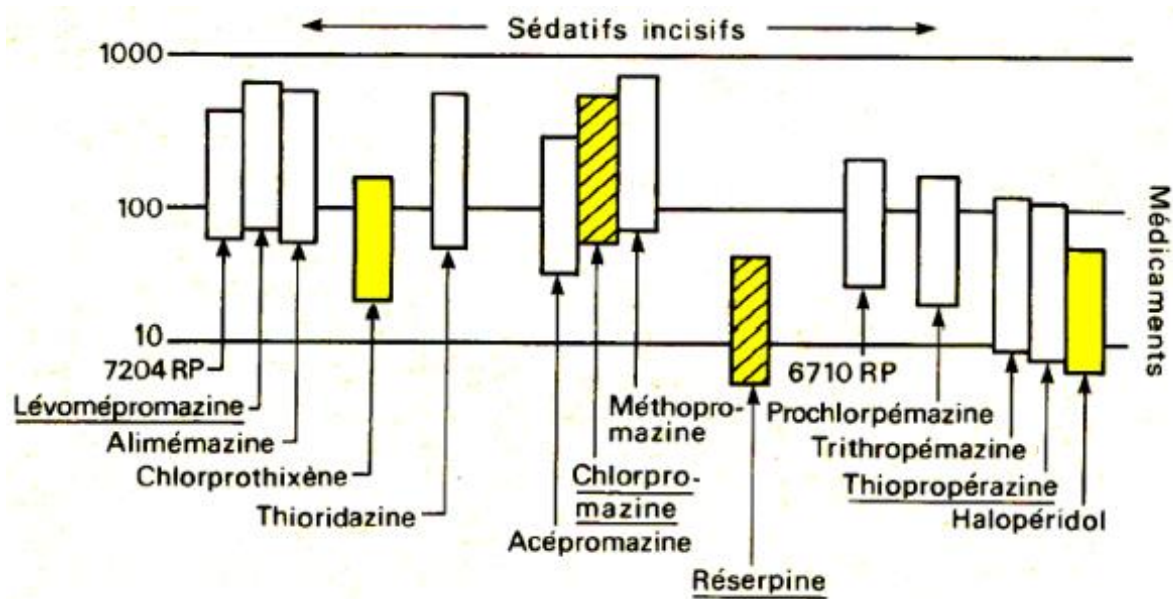 Sédatifs incisifs
1000
100
10
7204 RP
Lévomépromazine
Alimémazine
Chlorprothixène
Thioridazine
Méthopro-
mazine
Chlorpro-
mazine
Acépromazine
Réserpine
6710 RP
Prochlorpémazine
Trithropémazine
Thiopropérazine
Halopéridol
Médicaments